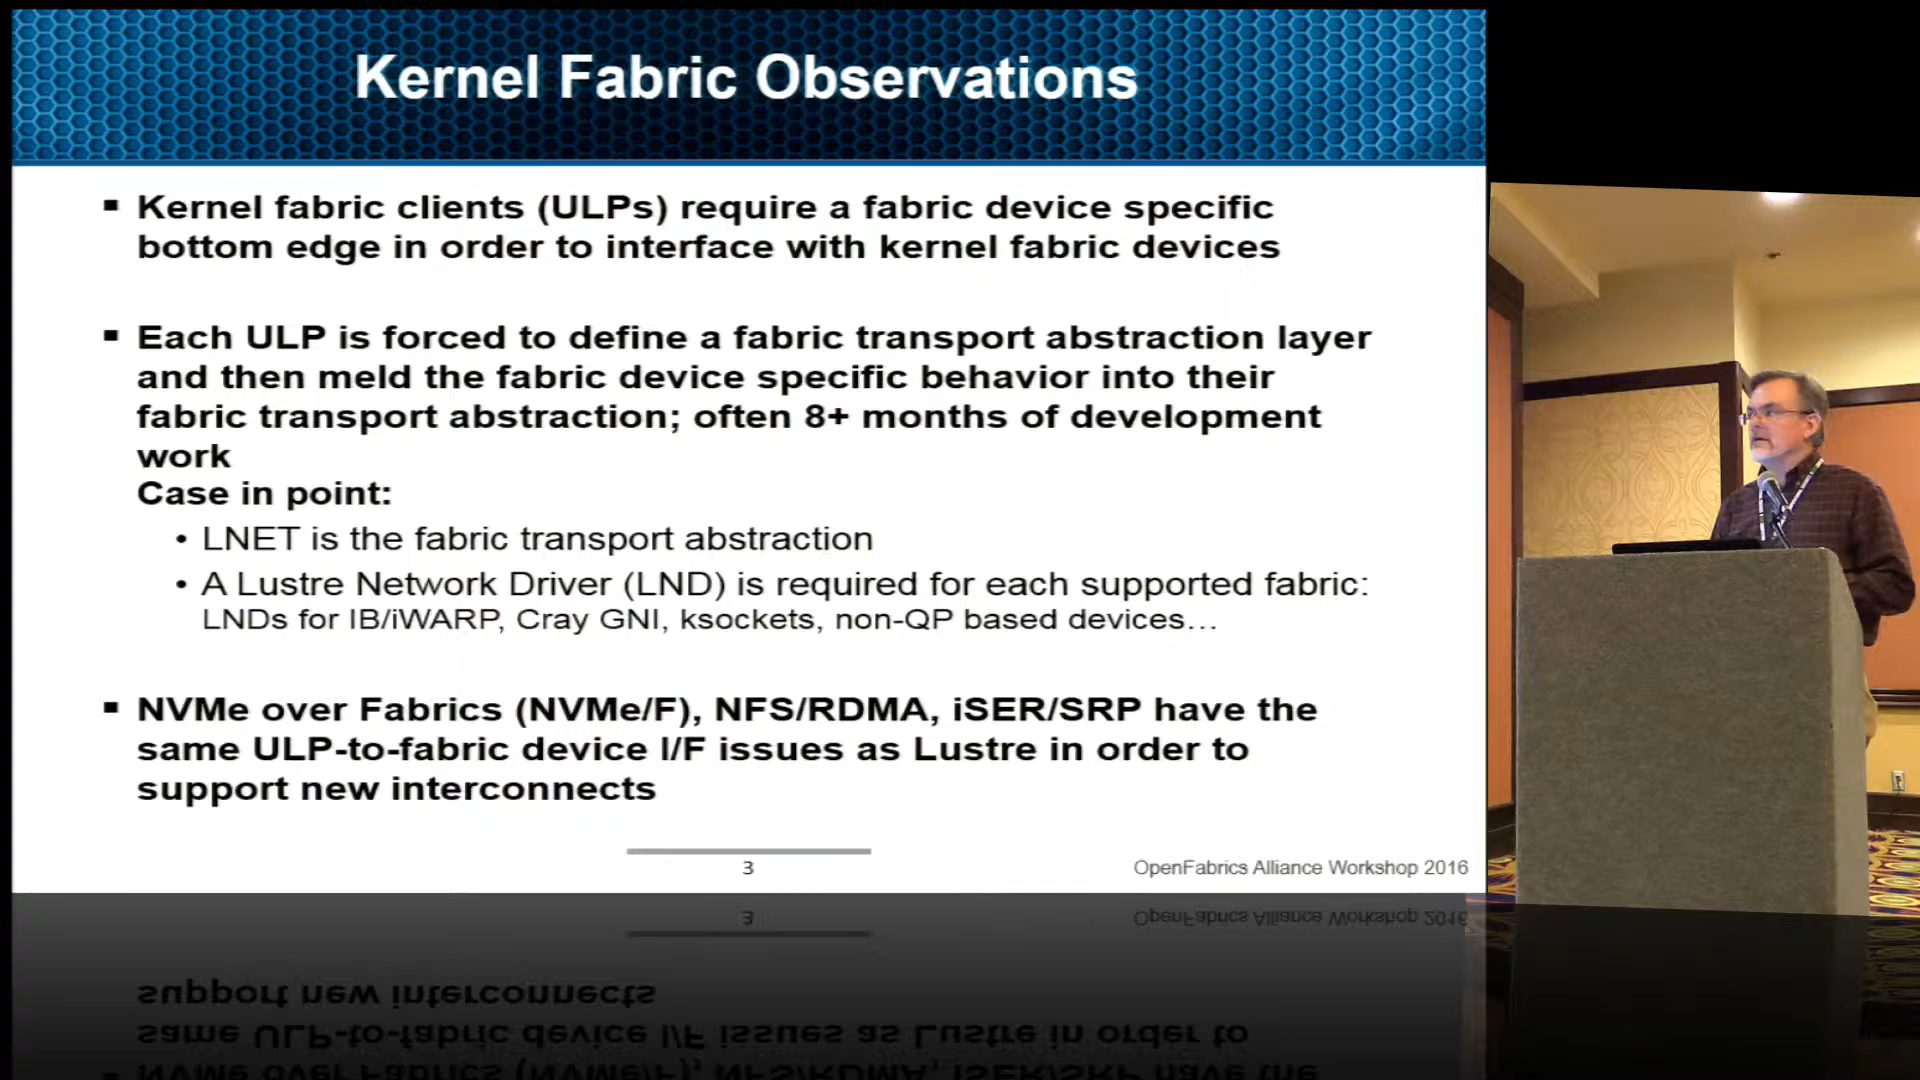 Kernel Fabric Observations
▪ Kernel fabric clients (ULPs) require a fabric device specific
bottom edge in order to interface with kernel fabric devices
▪ Each ULP is forced to define a fabric transport abstraction layer
and then meld the fabric device specific behavior into their
fabric transport abstraction; often 8+ months of development
work
Case in point:
• LNET is the fabric transport abstraction
• A Lustre Network Driver (LND) is required for each supported fabric:
LNDs for IB/iWARP, Cray GNI, ksockets, non-QP based devices...
▪ NVMe over Fabrics (NVMe/F), NFS/RDMA, iSER/SRP have the
same ULP-to-fabric device I/F issues as Lustre in order to
support new interconnects
3
OpenFabrics Alliance Workshop 2016